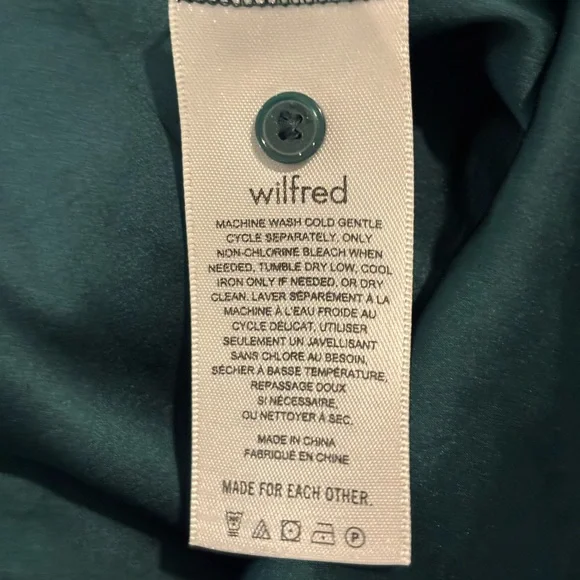 wilfred
MACHINE WASH COLD GENTLE
CYCLE SEPARATELY, ONLY
NON-CHLORINE BLEACH WHEN
NEEDED, TUMBLE DRY LOW, COOL
IRON ONLY IF NEEDED, OR DRY
CLEAN. LAVER SÉPARÉMENT À LA
MACHINE À L'EAU FROIDE AU
CYCLE DÉLICAT, UTILISER
SEULEMENT UN JAVELLISANT
SANS CHLORE AU BESOIN,
SÉCHER À BASSE TEMPÉRATURE,
REPASSAGE DOUX
SI NÉCESSAIRE,
OU NETTOYER À SEC.
MADE IN CHINA
FABRIQUÉ EN CHINE
MADE FOR EACH OTHER.
P